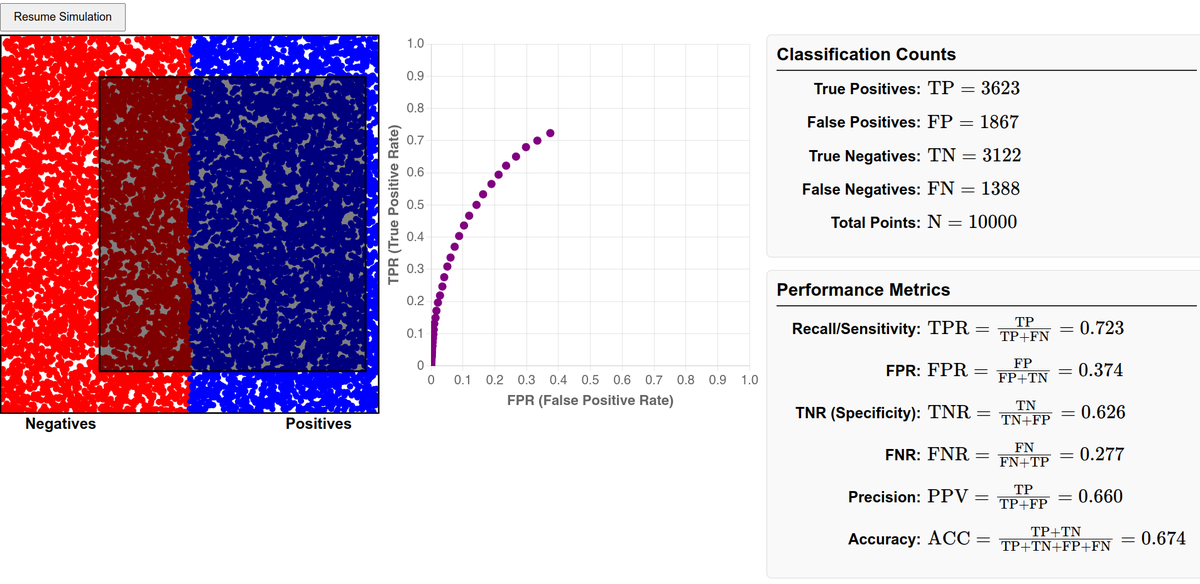 Resume Simulation
Negatives
Positives
1.0
0.9
0.8
0.7
0.6
0.5
0.4
0.3
0.2
0.1
0
TPR (True Positive Rate)
0 0.1 0.2 0.3 0.4 0.5 0.6 0.7 0.8 0.9 1.0
FPR (False Positive Rate)
Classification Counts
True Positives: TP = 3623
False Positives: FP = 1867
True Negatives: TN = 3122
False Negatives: FN = 1388
Total Points: N = 10000
Performance Metrics
Recall/Sensitivity: TPR = TP / TP+FN = 0.723
FPR: FPR = FP / FP+TN = 0.374
TNR (Specificity): TNR = TN / TN+FP = 0.626
FNR: FNR = FN / FN+TP = 0.277
Precision: PPV = TP / TP+FP = 0.660
Accuracy: ACC = TP+TN / TP+TN+FP+FN = 0.674